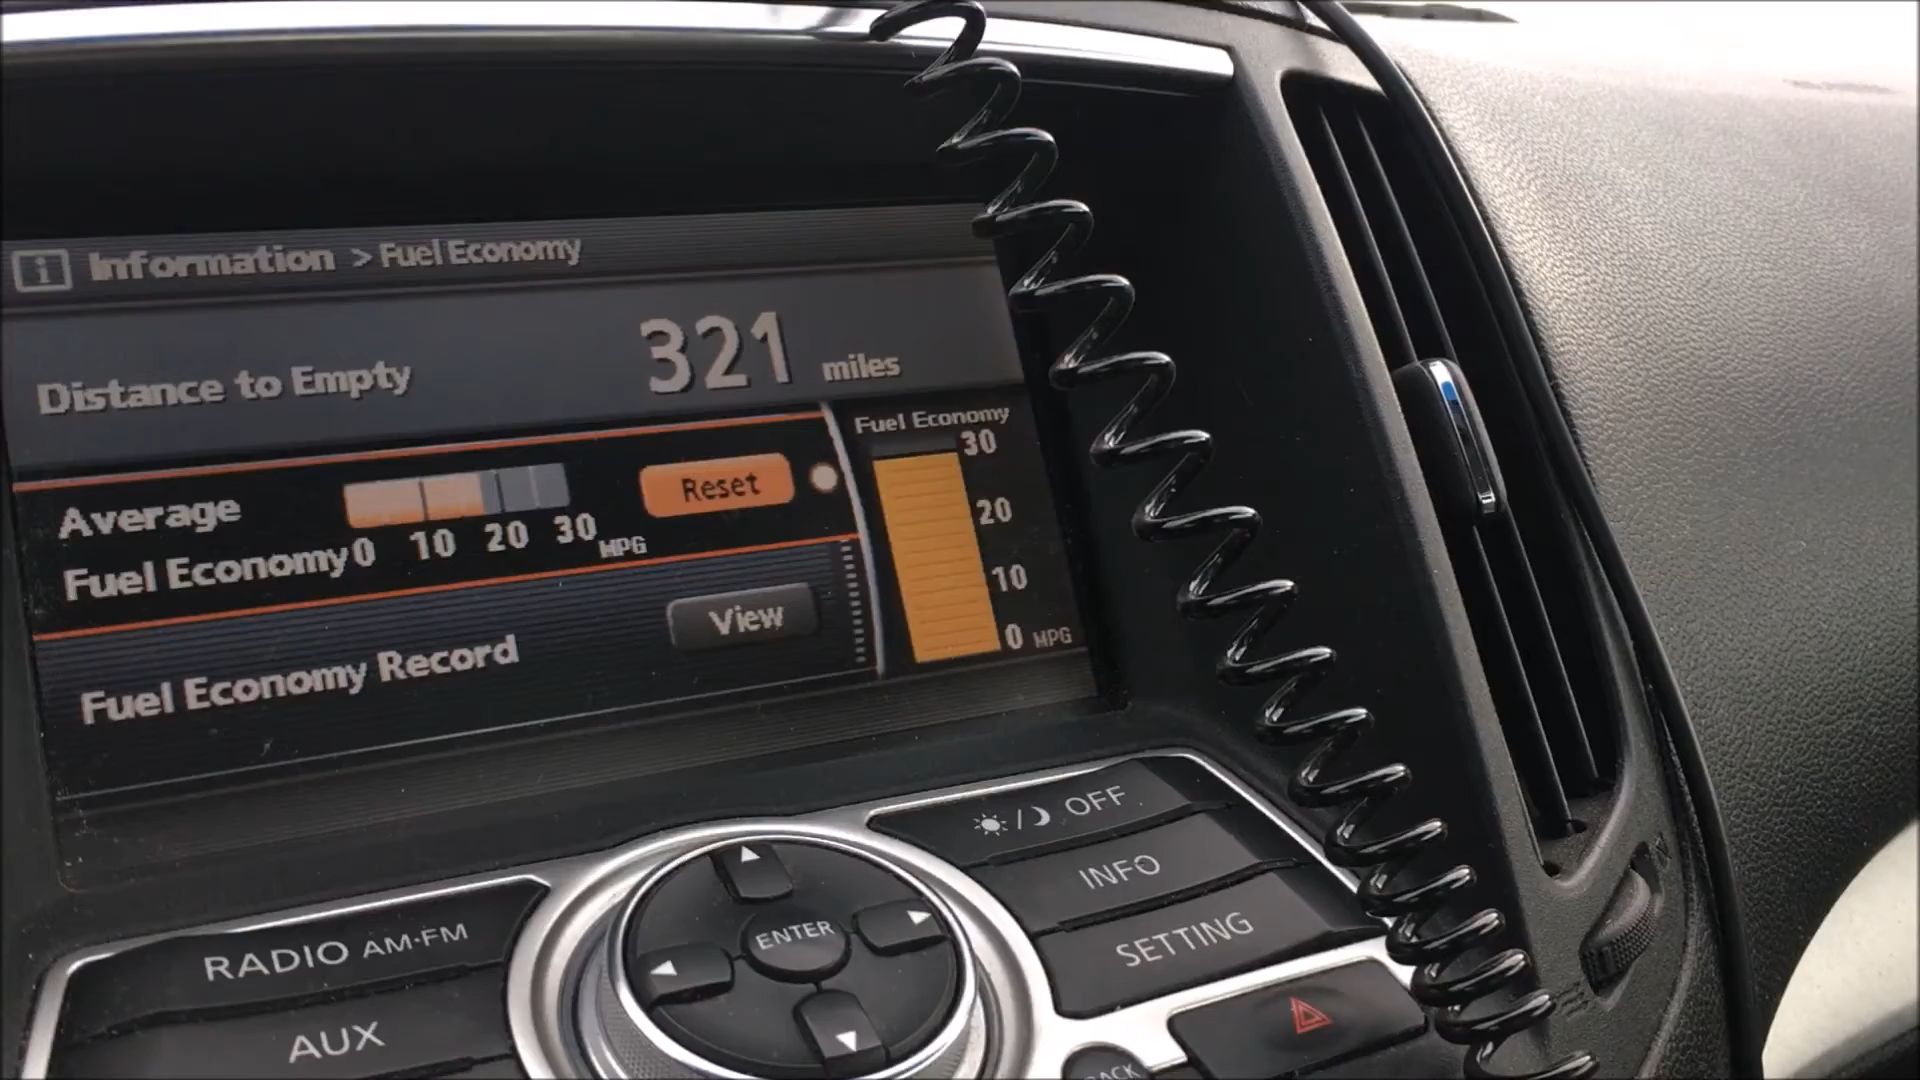 i Information > Fuel Economy
Distance to Empty 321 miles
Average
Fuel Economy
0 10 20 30 MPG
Reset
Fuel Economy
30
20
10
0 MPG
Fuel Economy Record
View
OFF
INFO
SETTING
RADIO AM·FM
AUX
ENTER
BACK